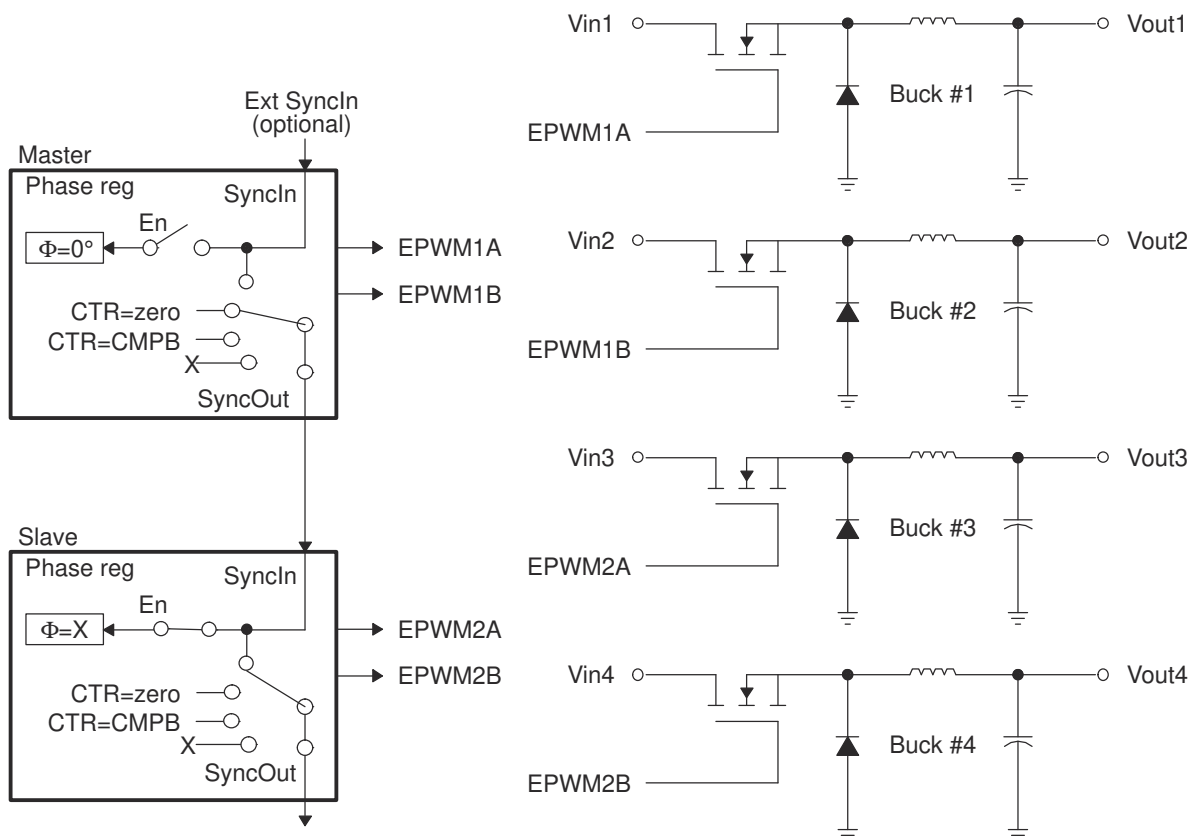 Ext SyncIn
(optional)
Master
Phase reg
SyncIn
En
Φ=0°
EPWM1A
EPWM1B
CTR=zero
CTR=CMPB
X
SyncOut
Slave
Phase reg
SyncIn
En
Φ=X
EPWM2A
EPWM2B
CTR=zero
CTR=CMPB
X
SyncOut
Vin1
Vout1
Buck #1
EPWM1A
Vin2
Vout2
Buck #2
EPWM1B
Vin3
Vout3
Buck #3
EPWM2A
Vin4
Vout4
Buck #4
EPWM2B